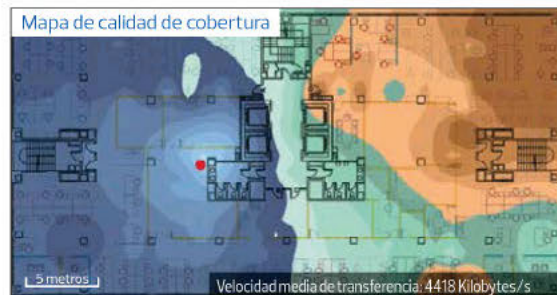 Mapa de calidad de cobertura
5 metros
Velocidad media de transferencia: 4418 Kilobytes/s